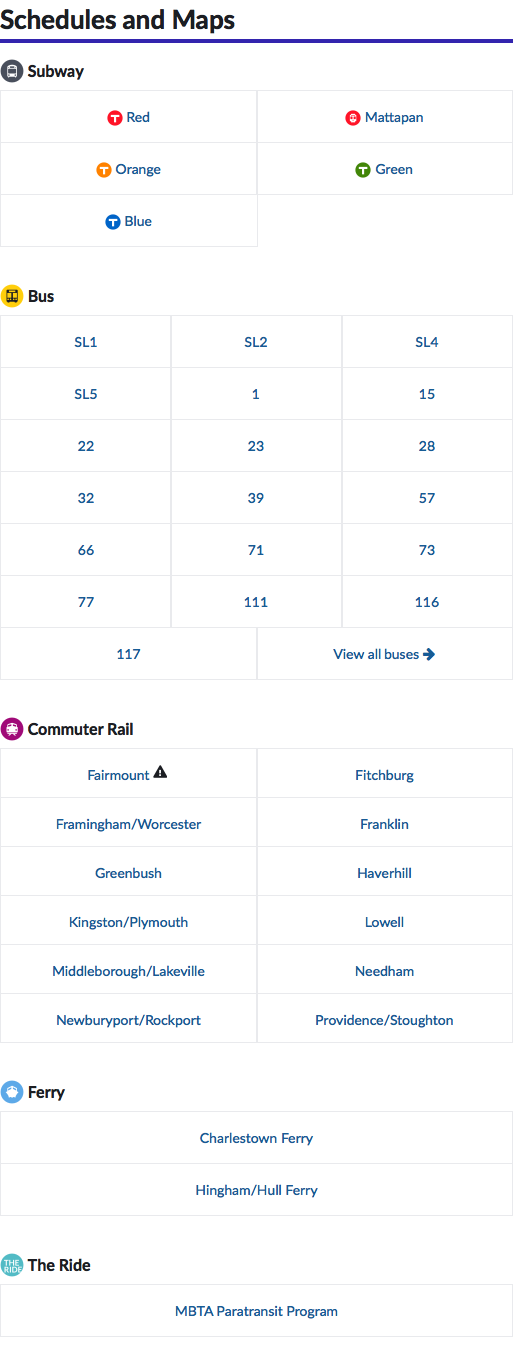 Schedules and Maps
Subway
T Red
Mattapan
T Orange
T Green
T Blue
Bus
SL1 SL2 SL4
SL5 1 15
22 23 28
32 39 57
66 71 73
77 111 116
117 View all buses
Commuter Rail
Fairmount Fitchburg
Framingham/Worcester Franklin
Greenbush Haverhill
Kingston/Plymouth Lowell
Middleborough/Lakeville Needham
Newburyport/Rockport Providence/Stoughton
Ferry
Charlestown Ferry
Hingham/Hull Ferry
THE RIDE The Ride
MBTA Paratransit Program